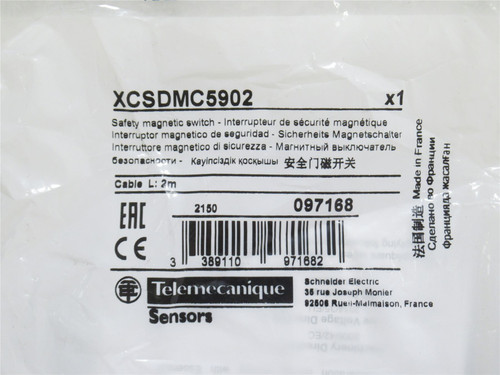 XCSDMC5902 x1
Safety magnetic switch - Interrupteur de sécurité magnétique
Interruptor magnetico de seguridad - Sicherheits Magnetschalter
Interruttore magnetico di sicurezza - Магнитный выключатель
безопасности - Қауіпсіздік қосқышы 安全门磁开关
Cable L: 2m
EAC 2150 097168
CE
3 389110 971682
Telemecanique
Sensors
Schneider Electric
35 rue Joseph Monier
92506 Rueil-Malmaison, France
法国制造 Made in France
Сделано во Франции
Францияда жасалған